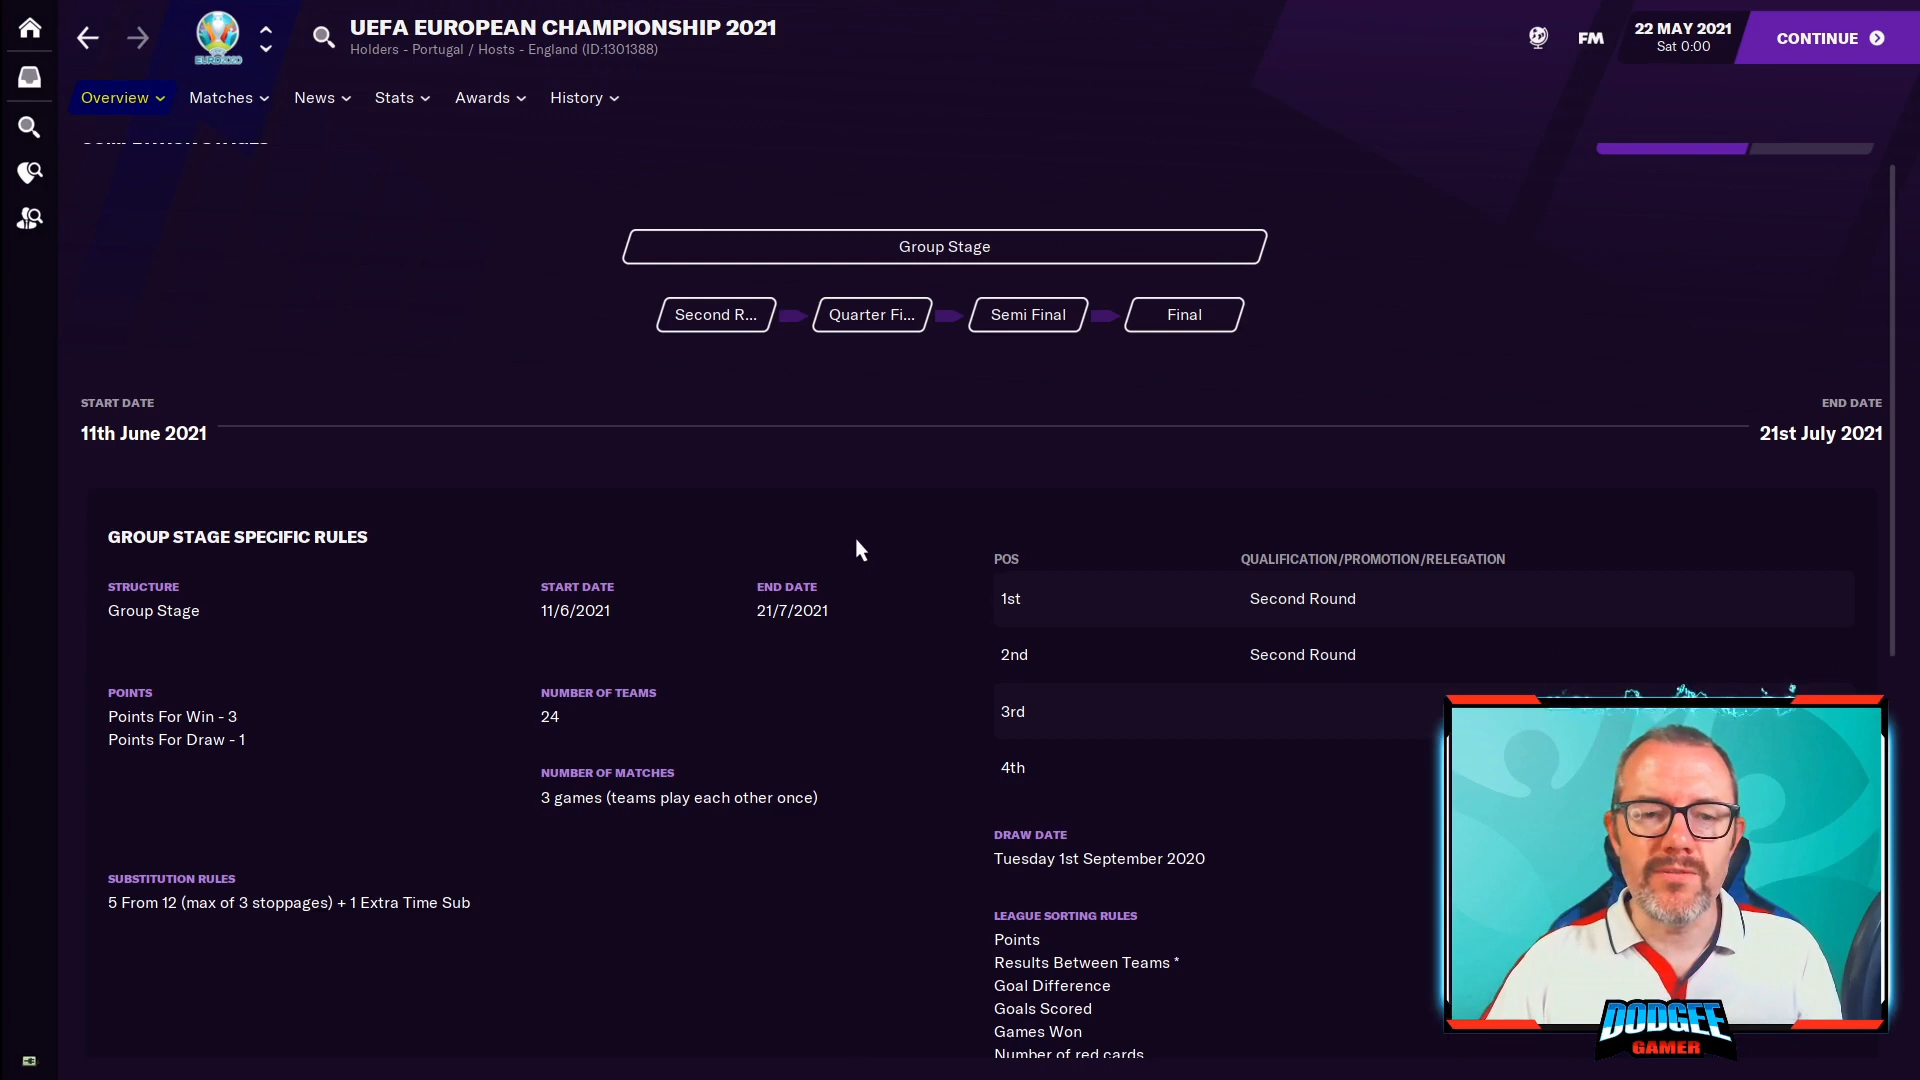 UEFA EUROPEAN CHAMPIONSHIP 2021
Holders - Portugal / Hosts - England (ID:1301388)
EURO2020
FM
22 MAY 2021
Sat 0:00
CONTINUE
Overview
Matches
News
Stats
Awards
History
Group Stage
Second R...
Quarter Fi...
Semi Final
Final
START DATE
11th June 2021
END DATE
21st July 2021
GROUP STAGE SPECIFIC RULES
STRUCTURE
Group Stage
START DATE
11/6/2021
END DATE
21/7/2021
POINTS
Points For Win - 3
Points For Draw - 1
NUMBER OF TEAMS
24
NUMBER OF MATCHES
3 games (teams play each other once)
SUBSTITUTION RULES
5 From 12 (max of 3 stoppages) + 1 Extra Time Sub
POS
QUALIFICATION/PROMOTION/RELEGATION
1st
Second Round
2nd
Second Round
3rd
4th
DRAW DATE
Tuesday 1st September 2020
LEAGUE SORTING RULES
Points
Results Between Teams *
Goal Difference
Goals Scored
Games Won
Number of red cards
DODGEE
GAMER